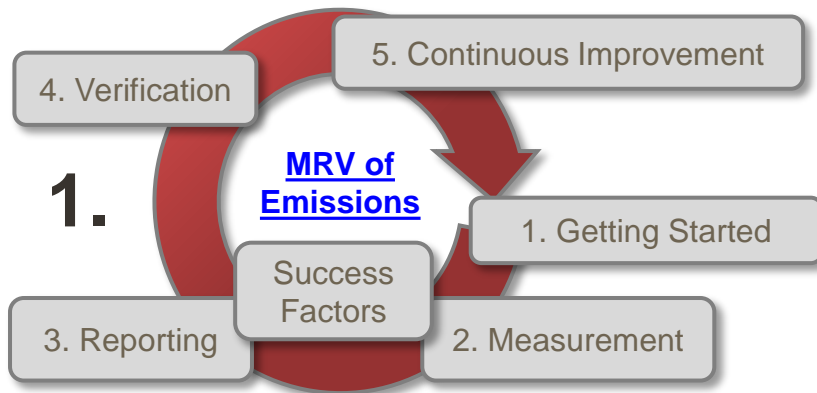 5. Continuous Improvement
4. Verification
MRV of
Emissions
1.
1. Getting Started
Success
Factors
3. Reporting
2. Measurement